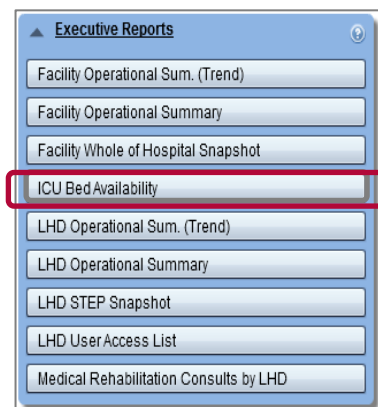 Executive Reports
?
Facility Operational Sum. (Trend)
Facility Operational Summary
Facility Whole of Hospital Snapshot
ICU Bed Availability
LHD Operational Sum. (Trend)
LHD Operational Summary
LHD STEP Snapshot
LHD User Access List
Medical Rehabilitation Consults by LHD